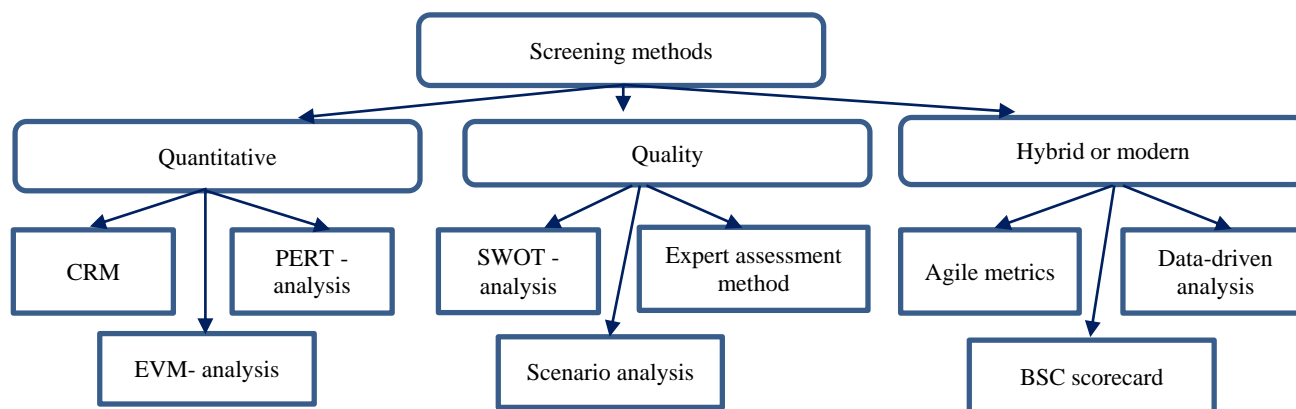 Screening methods
Quantitative
Quality
Hybrid or modern
CRM
PERT -
analysis
SWOT -
analysis
Expert assessment
method
Agile metrics
Data-driven
analysis
EVM- analysis
Scenario analysis
BSC scorecard